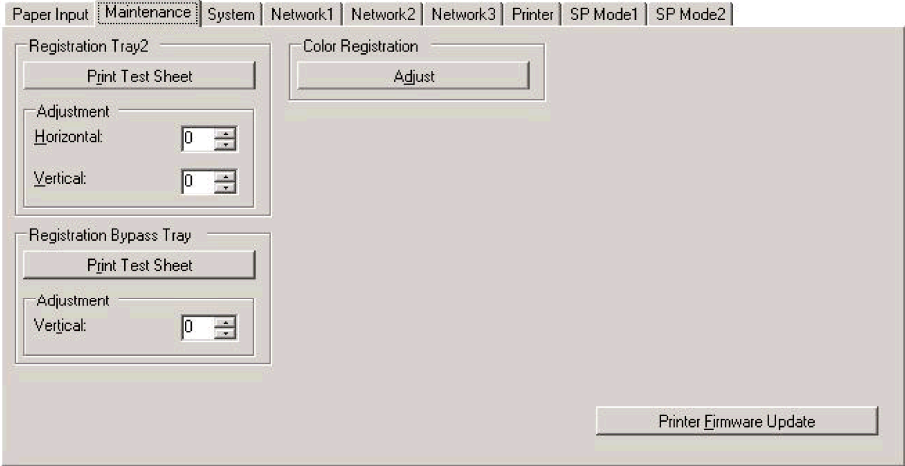 Paper Input Maintenance System Network1 Network2 Network3 Printer SP Mode1 SP Mode2
Registration Tray2
Print Test Sheet
Adjustment
Horizontal: 0
Vertical: 0
Registration Bypass Tray
Print Test Sheet
Adjustment
Vertical: 0
Color Registration
Adjust
Printer Firmware Update